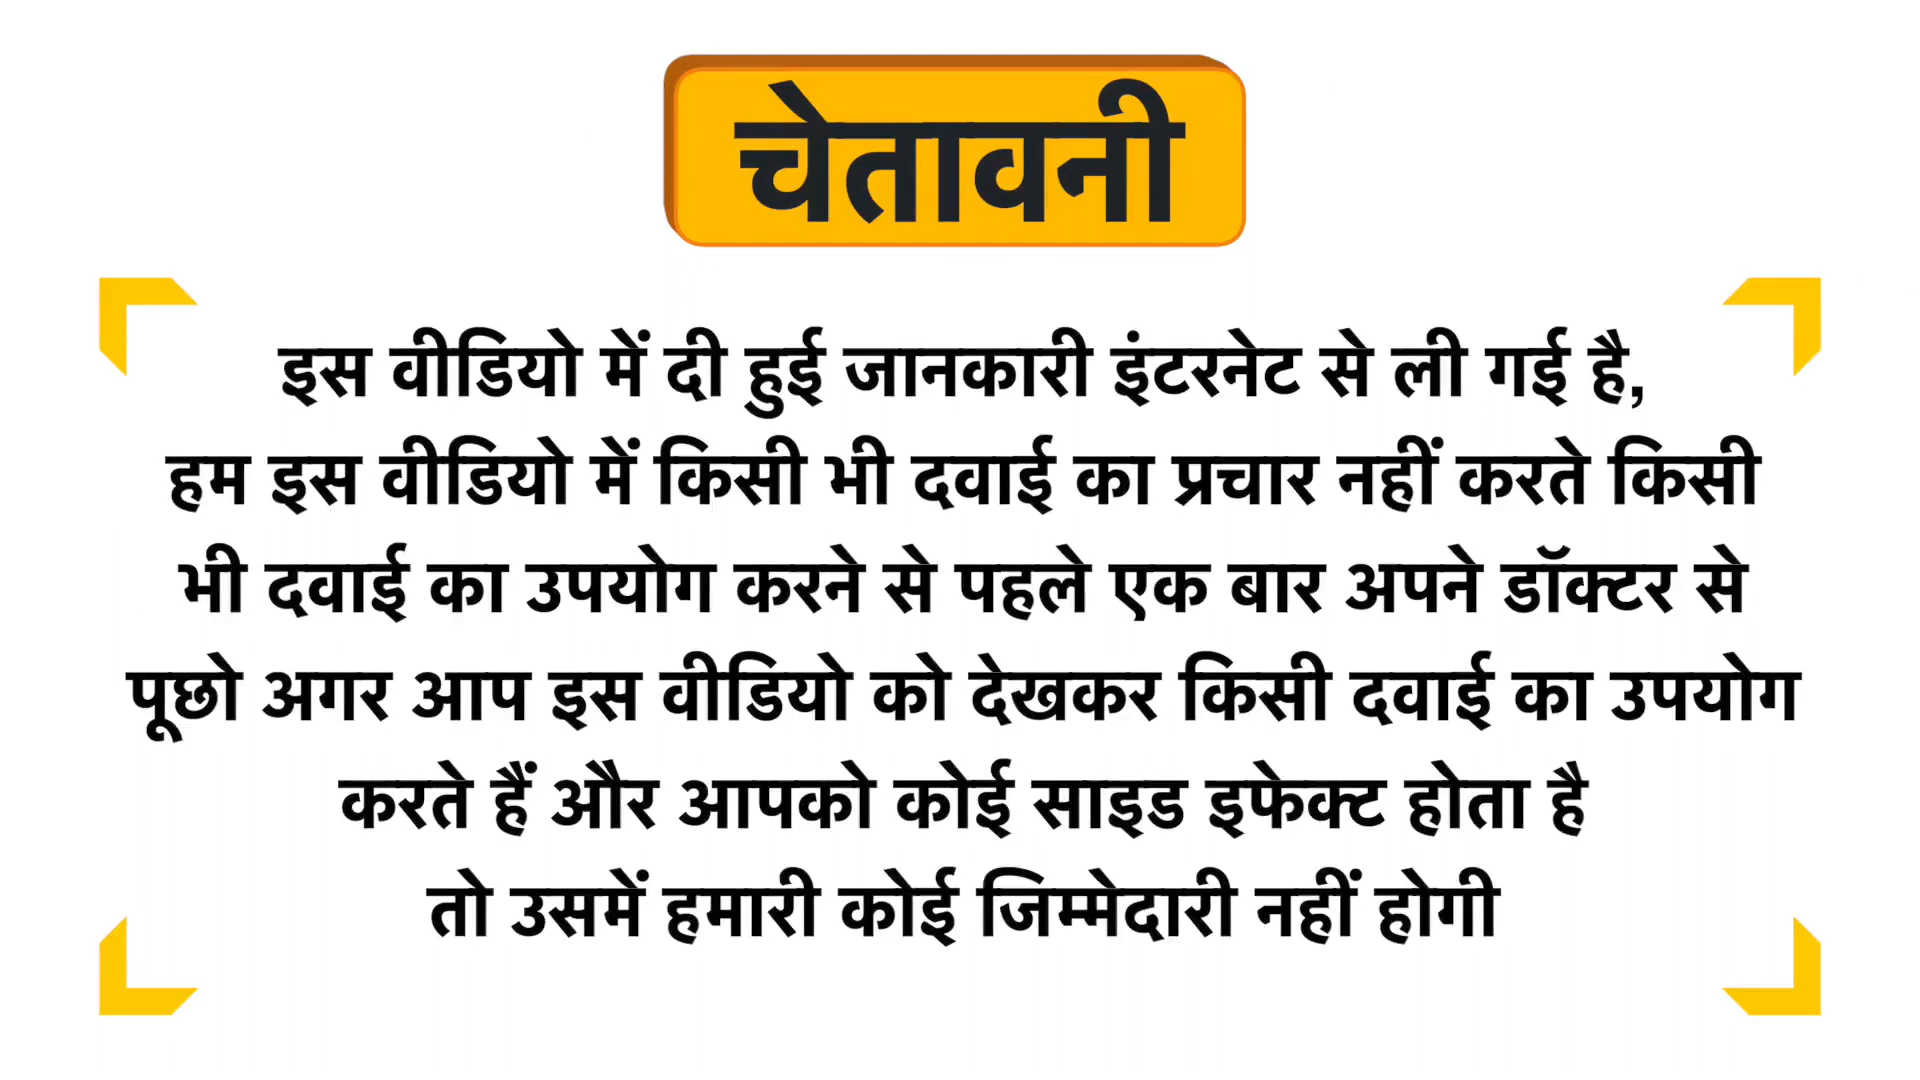 चेतावनी
इस वीडियो में दी हुई जानकारी इंटरनेट से ली गई है,
हम इस वीडियो में किसी भी दवाई का प्रचार नहीं करते किसी
भी दवाई का उपयोग करने से पहले एक बार अपने डॉक्टर से
पूछो अगर आप इस वीडियो को देखकर किसी दवाई का उपयोग
करते हैं और आपको कोई साइड इफेक्ट होता है
तो उसमें हमारी कोई जिम्मेदारी नहीं होगी